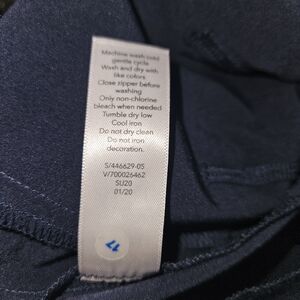 Machine wash cold
gentle cycle
Wash and dry with
like colors
Close zipper before
washing
Only non-chlorine
bleach when needed
Tumble dry low
Cool iron
Do not dry clean
Do not iron
decoration.
S/446629-05
V/700026462
SU20
01/20
17